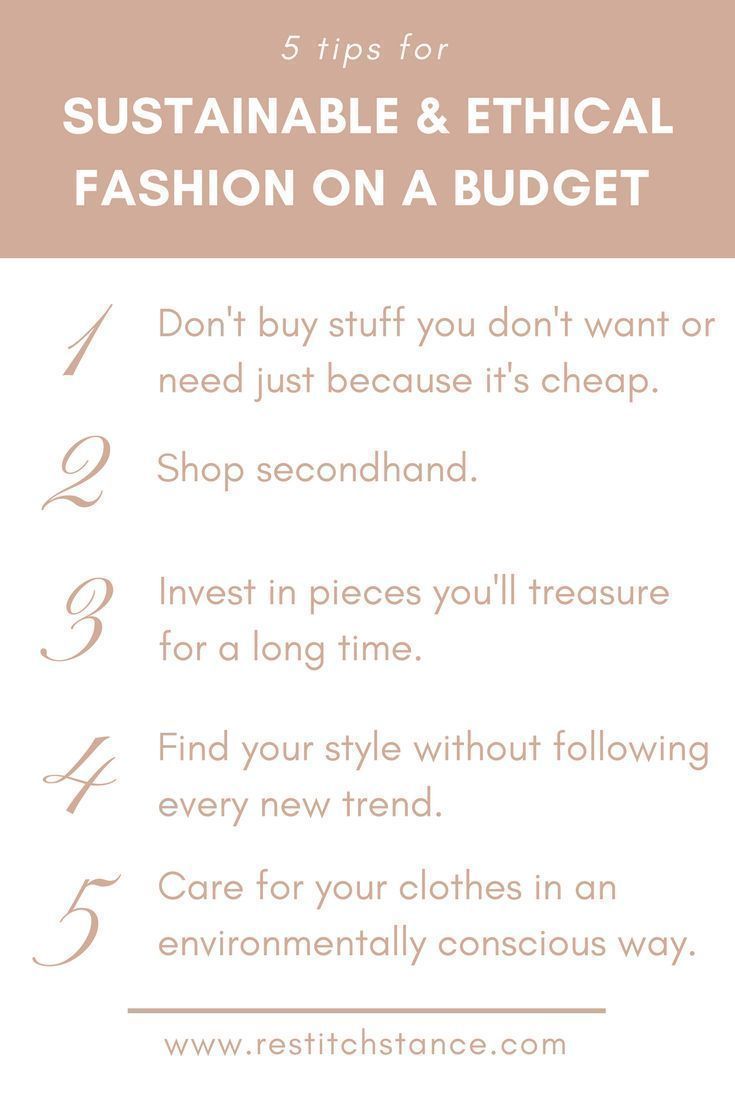 5 tips for
SUSTAINABLE & ETHICAL
FASHION ON A BUDGET
1
Don't buy stuff you don't want or
need just because it's cheap.
2
Shop secondhand.
3
Invest in pieces you'll treasure
for a long time.
4
Find your style without following
every new trend.
5
Care for your clothes in an
environmentally conscious way.
www.restitchstance.com